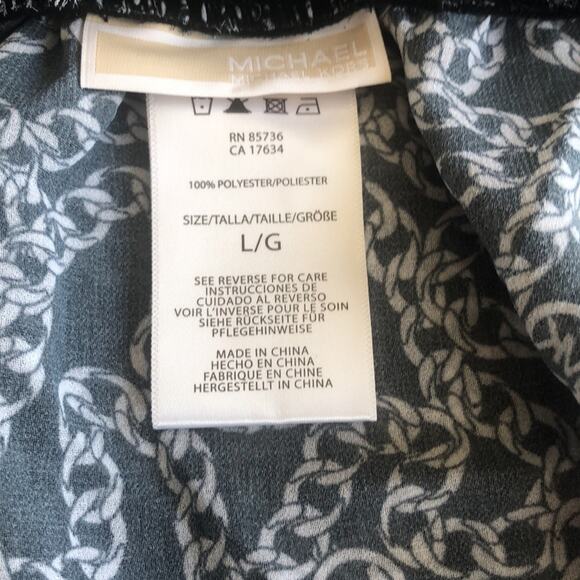 MICHAEL
MICHAEL KORS
RN 85736
CA 17634
100% POLYESTER/POLIESTER
SIZE/TALLA/TAILLE/GRÖßE
L/G
SEE REVERSE FOR CARE
INSTRUCCIONES DE
CUIDADO AL REVERSO
VOIR L'INVERSE POUR LE SOIN
SIEHE RÜCKSEITE FÜR
PFLEGEHINWEISE
MADE IN CHINA
HECHO EN CHINA
FABRIQUE EN CHINE
HERGESTELLT IN CHINA